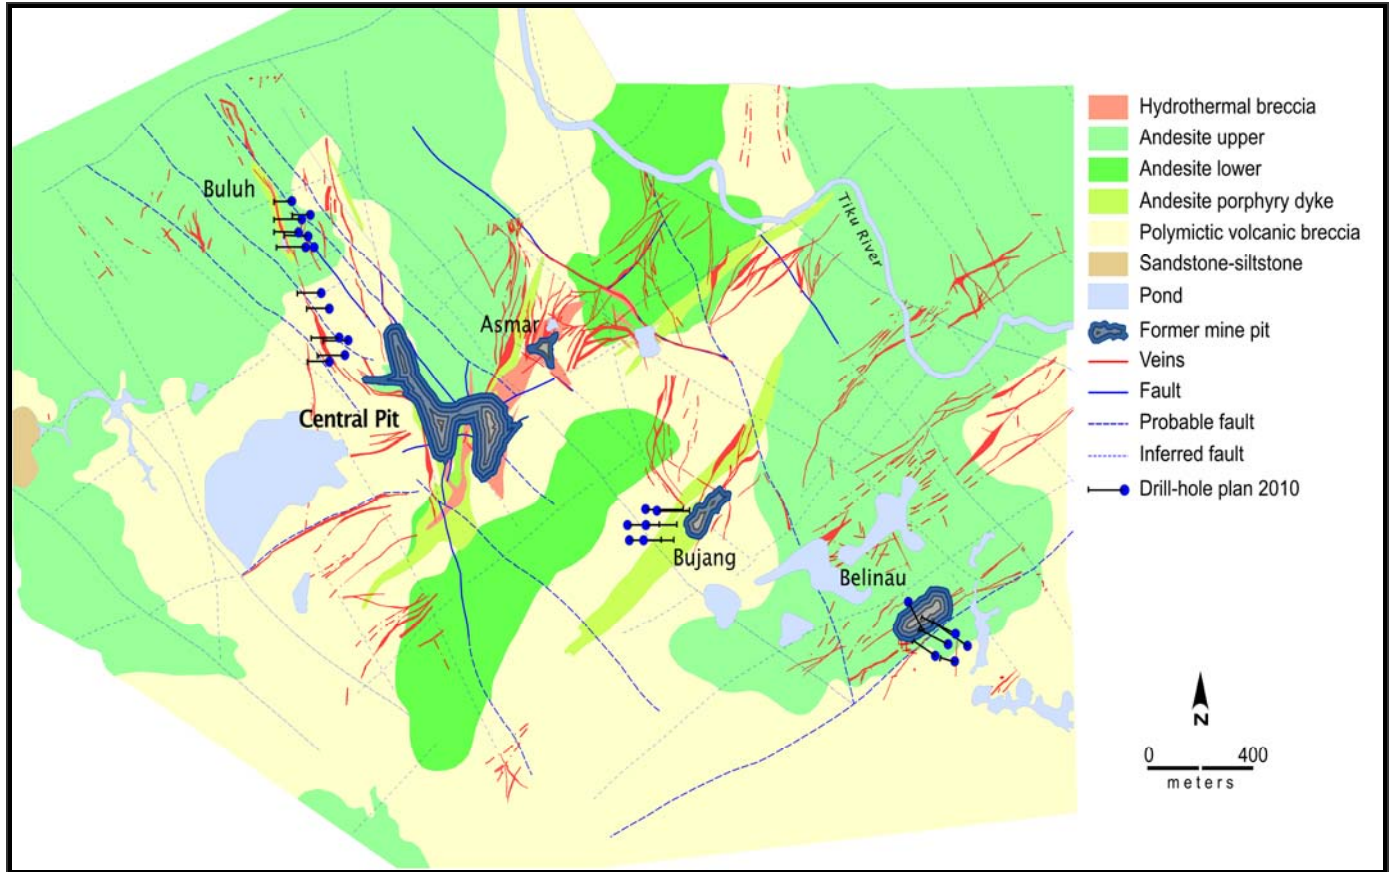 Buluh
Asmar
Central Pit
Bujang
Belinau
Tiku River
Hydrothermal breccia
Andesite upper
Andesite lower
Andesite porphyry dyke
Polymictic volcanic breccia
Sandstone-siltstone
Pond
Former mine pit
Veins
Fault
Probable fault
Inferred fault
Drill-hole plan 2010
N
0 400
meters